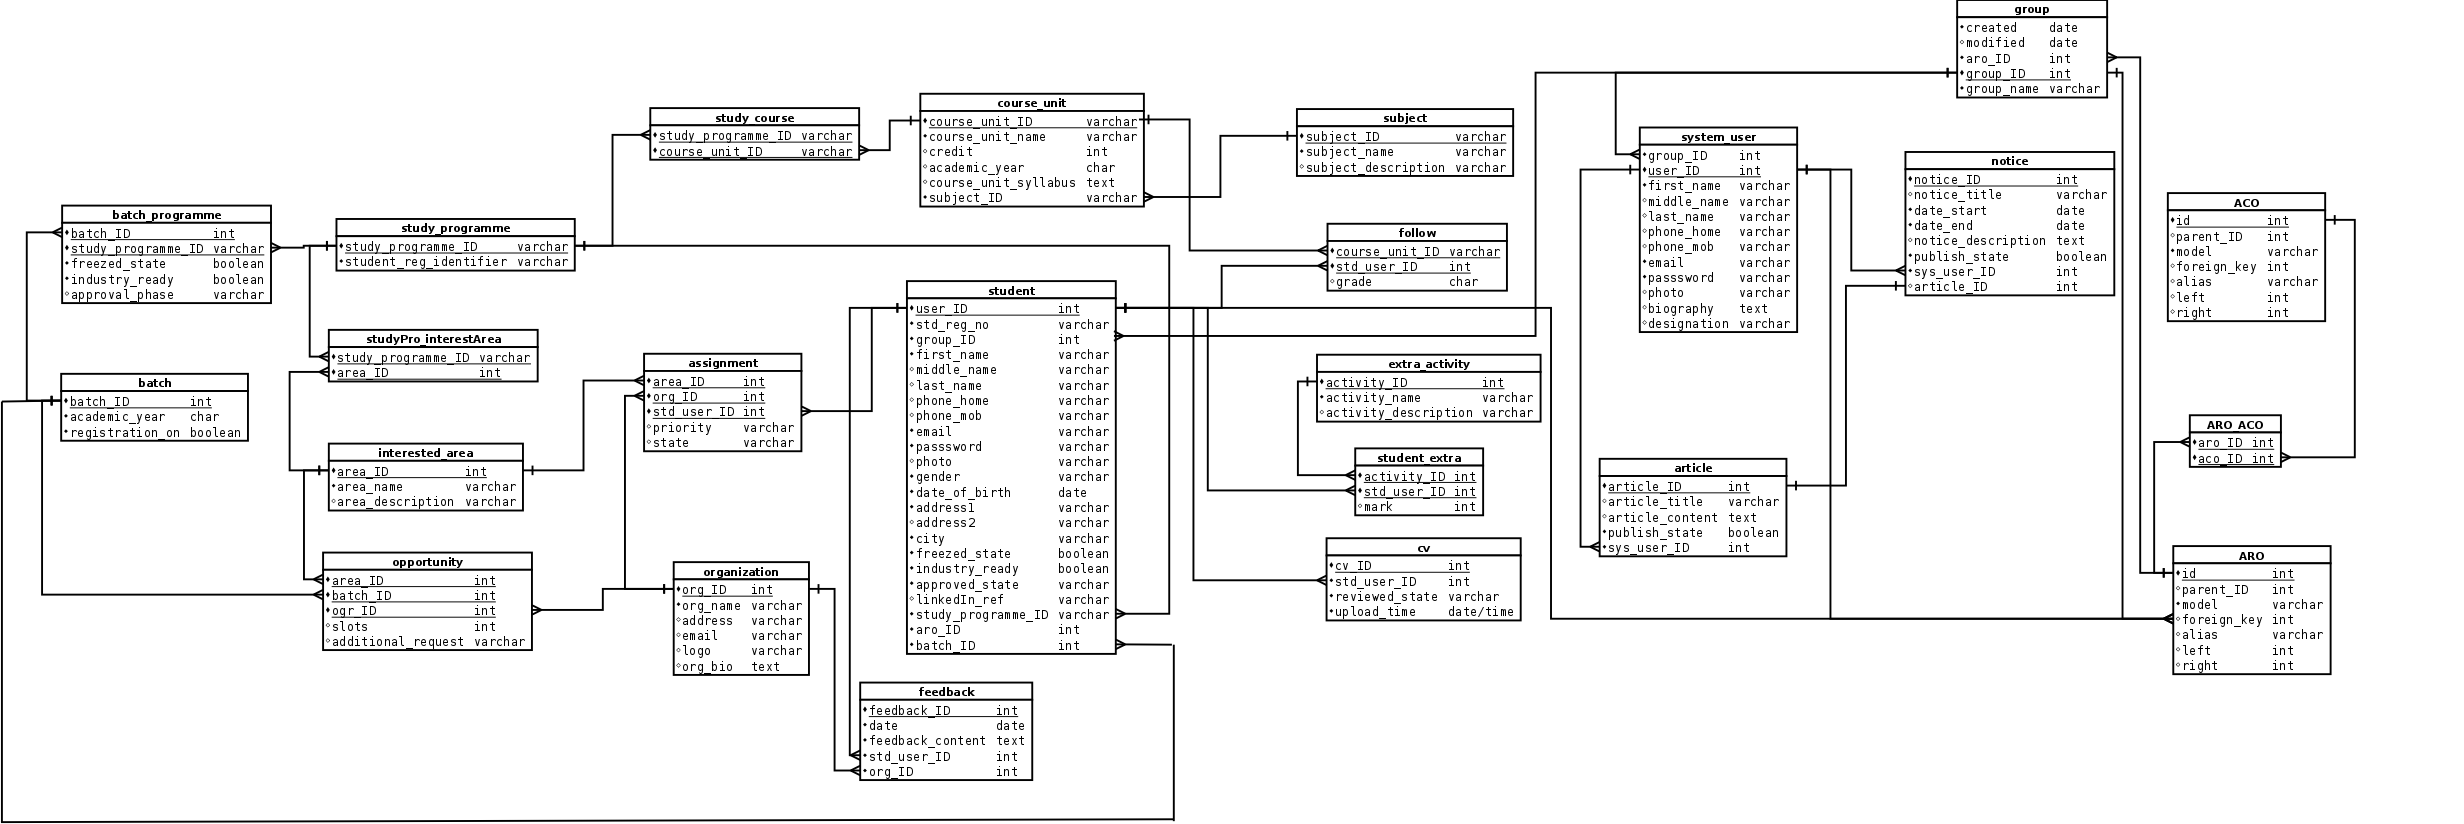 group
created date
modified date
aro_ID int
group_ID int
group_name varchar
study_course
study_programme_ID varchar
course_unit_ID varchar
course_unit
course_unit_ID varchar
course_unit_name varchar
credit int
academic_year char
course_unit_syllabus text
subject_ID varchar
subject
subject_ID varchar
subject_name varchar
subject_description varchar
system_user
group_ID int
user_ID int
first_name varchar
middle_name varchar
last_name varchar
phone_home varchar
phone_mob varchar
email varchar
passsword varchar
photo varchar
biography text
designation varchar
notice
notice_ID int
notice_title varchar
date_start date
date_end date
notice_description text
publish_state boolean
sys_user_ID int
article_ID int
ACO
id int
parent_ID int
model varchar
foreign_key int
alias varchar
left int
right int
batch_programme
batch_ID int
study_programme_ID varchar
freezed_state boolean
industry_ready boolean
approval_phase varchar
study_programme
study_programme_ID varchar
student_reg_identifier varchar
follow
course_unit_ID varchar
std_user_ID int
grade char
student
user_ID int
std_reg_no varchar
group_ID int
first_name varchar
middle_name varchar
last_name varchar
phone_home varchar
phone_mob varchar
email varchar
passsword varchar
photo varchar
gender varchar
date_of_birth date
address1 varchar
address2 varchar
city varchar
freezed_state boolean
industry_ready boolean
approved_state varchar
linkedIn_ref varchar
study_programme_ID varchar
aro_ID int
batch_ID int
studyPro_interestArea
study_programme_ID varchar
area_ID int
assignment
area_ID int
org_ID int
std_user_ID int
priority varchar
state varchar
extra_activity
activity_ID int
activity_name varchar
activity_description varchar
batch
batch_ID int
academic_year char
registration_on boolean
ARO_ACO
aro_ID int
aco_ID int
interested_area
area_ID int
area_name varchar
area_description varchar
student_extra
activity_ID int
std_user_ID int
mark int
article
article_ID int
article_title varchar
article_content text
publish_state boolean
sys_user_ID int
opportunity
area_ID int
batch_ID int
ogr_ID int
slots int
additional_request varchar
organization
org_ID int
org_name varchar
address varchar
email varchar
logo varchar
org_bio text
cv
cv_ID int
std_user_ID int
reviewed_state varchar
upload_time date/time
ARO
id int
parent_ID int
model varchar
foreign_key int
alias varchar
left int
right int
feedback
feedback_ID int
date date
feedback_content text
std_user_ID int
org_ID int